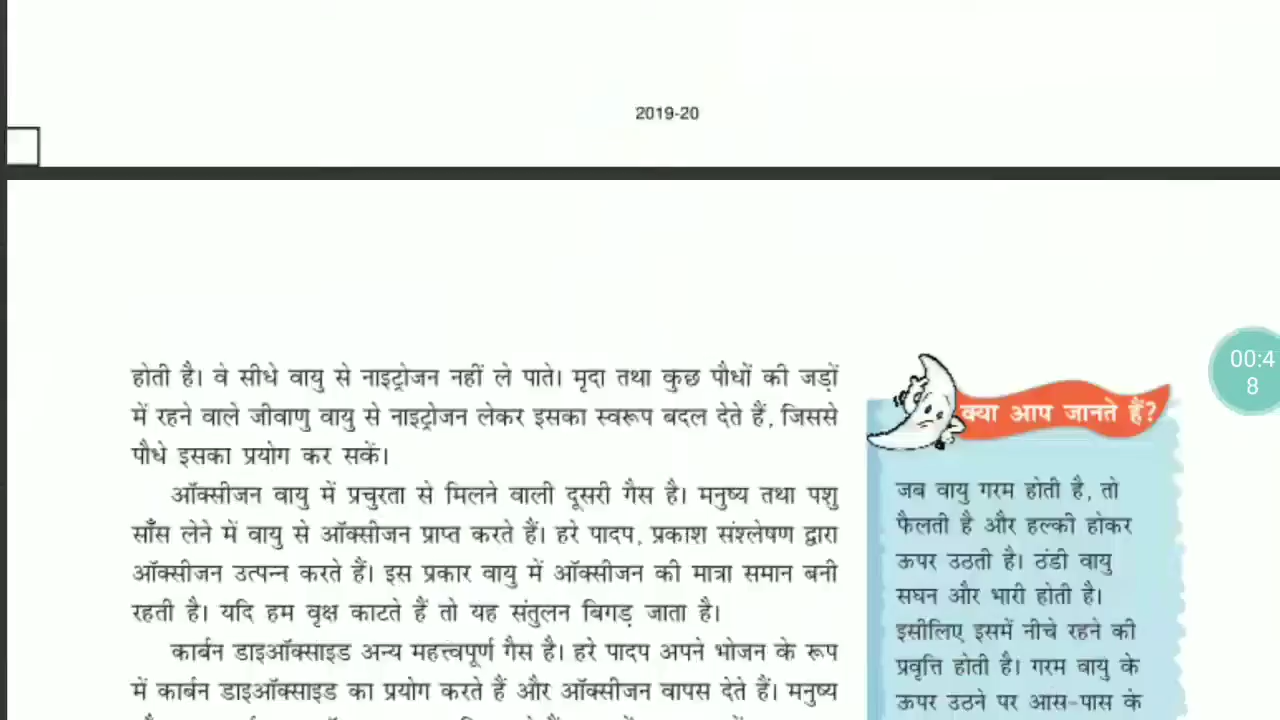 2019-20
होती है। वे सीधे वायु से नाइट्रोजन नहीं ले पाते। मृदा तथा कुछ पौधों की जड़ों
में रहने वाले जीवाणु वायु से नाइट्रोजन लेकर इसका स्वरूप बदल देते हैं, जिससे
पौधे इसका प्रयोग कर सकें।
ऑक्सीजन वायु में प्रचुरता से मिलने वाली दूसरी गैस है। मनुष्य तथा पशु
साँस लेने में वायु से ऑक्सीजन प्राप्त करते हैं। हरे पादप, प्रकाश संश्लेषण द्वारा
ऑक्सीजन उत्पन्न करते हैं। इस प्रकार वायु में ऑक्सीजन की मात्रा समान बनी
रहती है। यदि हम वृक्ष काटते हैं तो यह संतुलन बिगड़ जाता है।
कार्बन डाइऑक्साइड अन्य महत्त्वपूर्ण गैस है। हरे पादप अपने भोजन के रूप
में कार्बन डाइऑक्साइड का प्रयोग करते हैं और ऑक्सीजन वापस देते हैं। मनुष्य
क्या आप जानते हैं?
जब वायु गरम होती है, तो
फैलती है और हल्की होकर
ऊपर उठती है। ठंडी वायु
सघन और भारी होती है।
इसीलिए इसमें नीचे रहने की
प्रवृत्ति होती है। गरम वायु के
ऊपर उठने पर आस-पास के
00:4
8